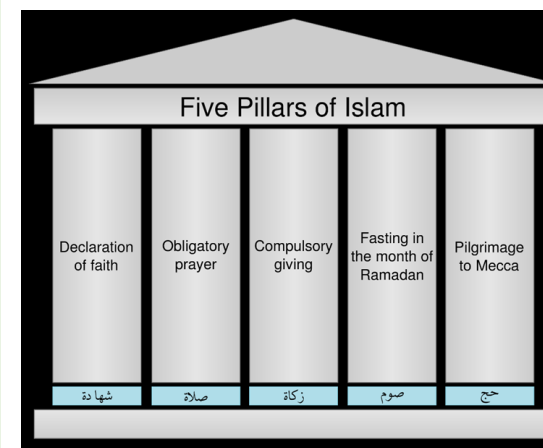 Five Pillars of Islam
Declaration
of faith
Obligatory
prayer
Compulsory
giving
Fasting in
the month of
Ramadan
Pilgrimage
to Mecca
شهادة
صلاة
زكاة
صوم
حج